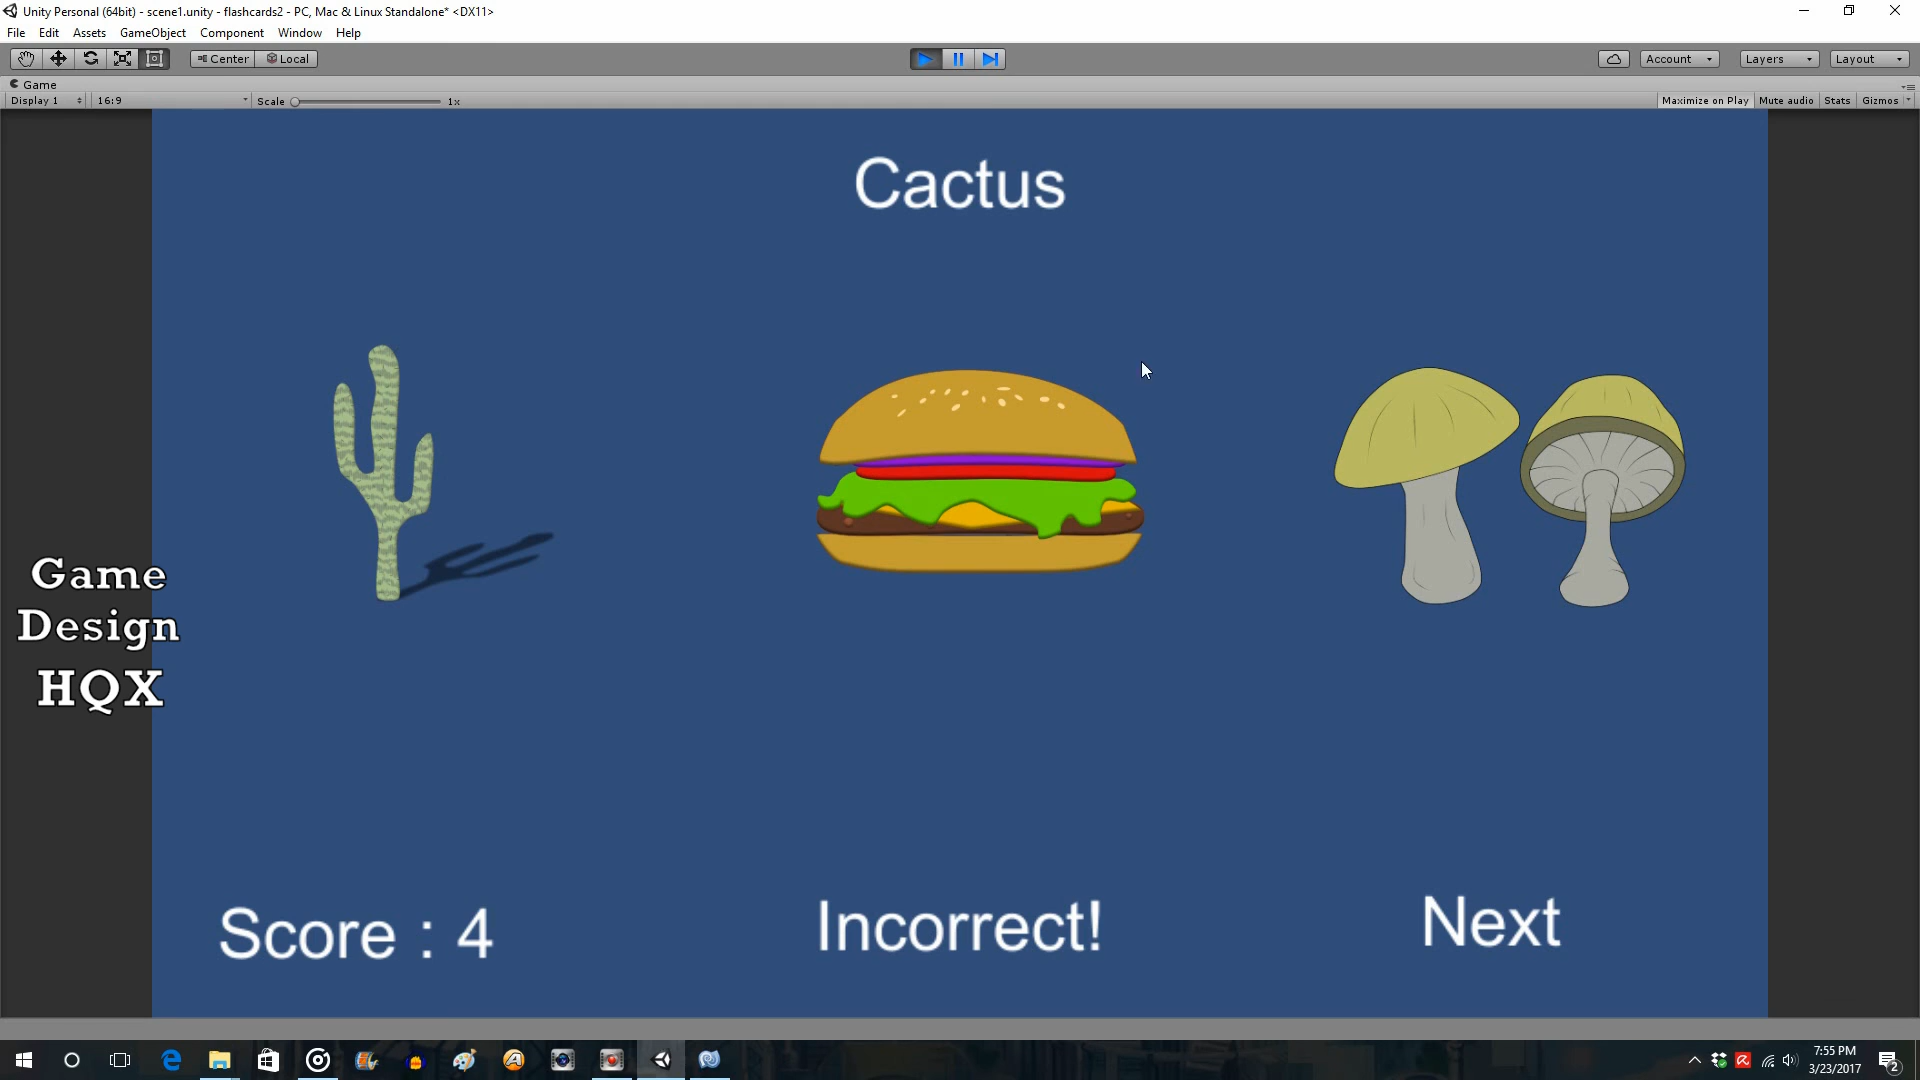 Unity Personal (64bit) - scene1.unity - flashcards2 - PC, Mac & Linux Standalone* <DX11>
File Edit Assets GameObject Component Window Help
Center Local Account Layers Layout
Game
Display 1 16:9 Scale 1x Maximize on Play Mute audio Stats Gizmos
Cactus
Game
Design
HQX
Score : 4 Incorrect! Next
7:55 PM
3/23/2017
2